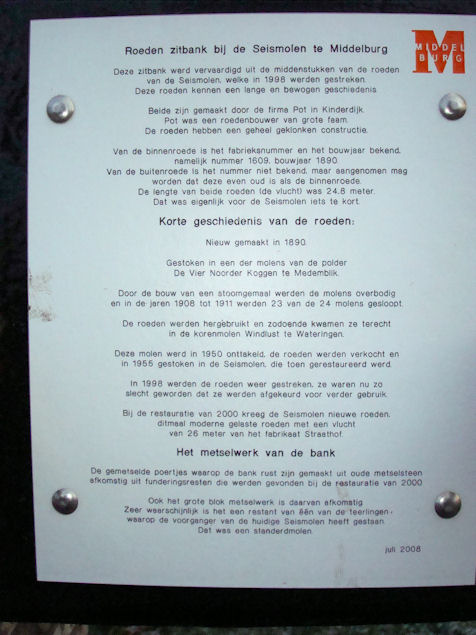 Roeden zitbank bij de Seismolen te Middelburg
MIDDEL
BURG
Deze zitbank werd vervaardigd uit de middenstukken van de roeden
van de Seismolen, welke in 1998 werden gestreken.
Deze roeden kennen een lange en bewogen geschiedenis.
Beide zijn gemaakt door de firma Pot in Kinderdijk.
Pot was een roedenbouwer van grote faam.
De roeden hebben een geheel geklonken constructie.
Van de binnenroede is het fabrieksnummer en het bouwjaar bekend,
namelijk nummer 1609, bouwjaar 1890.
Van de buitenroede is het nummer niet bekend, maar aangenomen mag
worden dat deze even oud is als de binnenroede.
De lengte van beide roeden (de vlucht) was 24.8 meter.
Dat was eigenlijk voor de Seismolen iets te kort.
Korte geschiedenis van de roeden:
Nieuw gemaakt in 1890.
Gestoken in een der molens van de polder
De Vier Noorder Koggen te Medemblik.
Door de bouw van een stoomgemaal werden de molens overbodig
en in de jaren 1908 tot 1911 werden 23 van de 24 molens gesloopt.
De roeden werden hergebruikt en zodoende kwamen ze terecht
in de korenmolen Windlust te Wateringen.
Deze molen werd in 1950 onttakeld, de roeden werden verkocht en
in 1955 gestoken in de Seismolen, die toen gerestaureerd werd.
In 1998 werden de roeden weer gestreken, ze waren nu zo
slecht geworden dat ze werden afgekeurd voor verder gebruik.
Bij de restauratie van 2000 kreeg de Seismolen nieuwe roeden,
ditmaal moderne gelaste roeden met een vlucht
van 26 meter van het fabrikaat Straathof.
Het metselwerk van de bank
De gemetselde poertjes waarop de bank rust zijn gemaakt uit oude metselsteen
afkomstig uit funderingsresten die werden gevonden bij de restauratie van 2000
Ook het grote blok metselwerk is daarvan afkomstig.
Zeer waarschijnlijk is het een restant van één van de teerlingen,
waarop de voorganger van de huidige Seismolen heeft gestaan.
Dat was een standerdmolen.
juli 2008